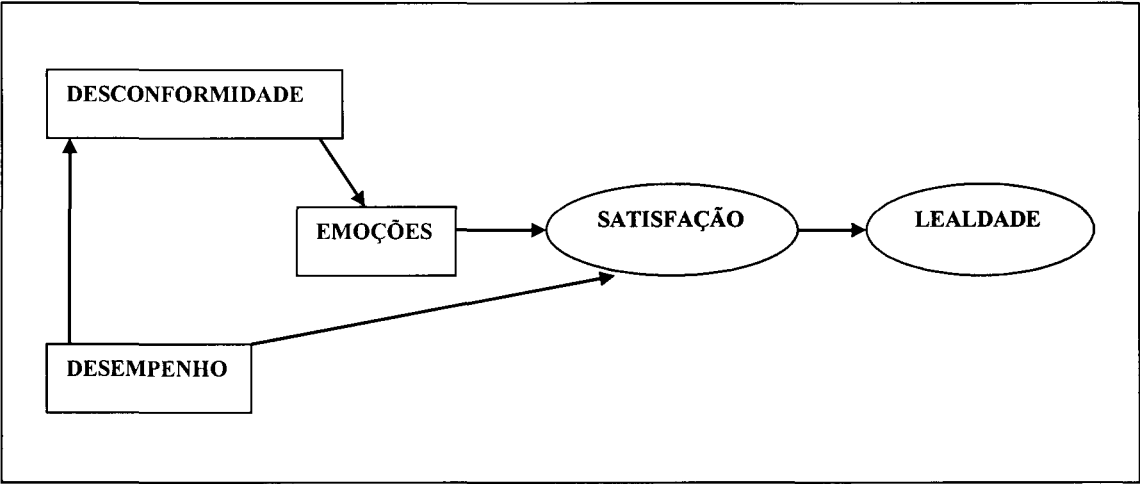 DESCONFORMIDADE
EMOÇÕES
SATISFAÇÃO
LEALDADE
DESEMPENHO